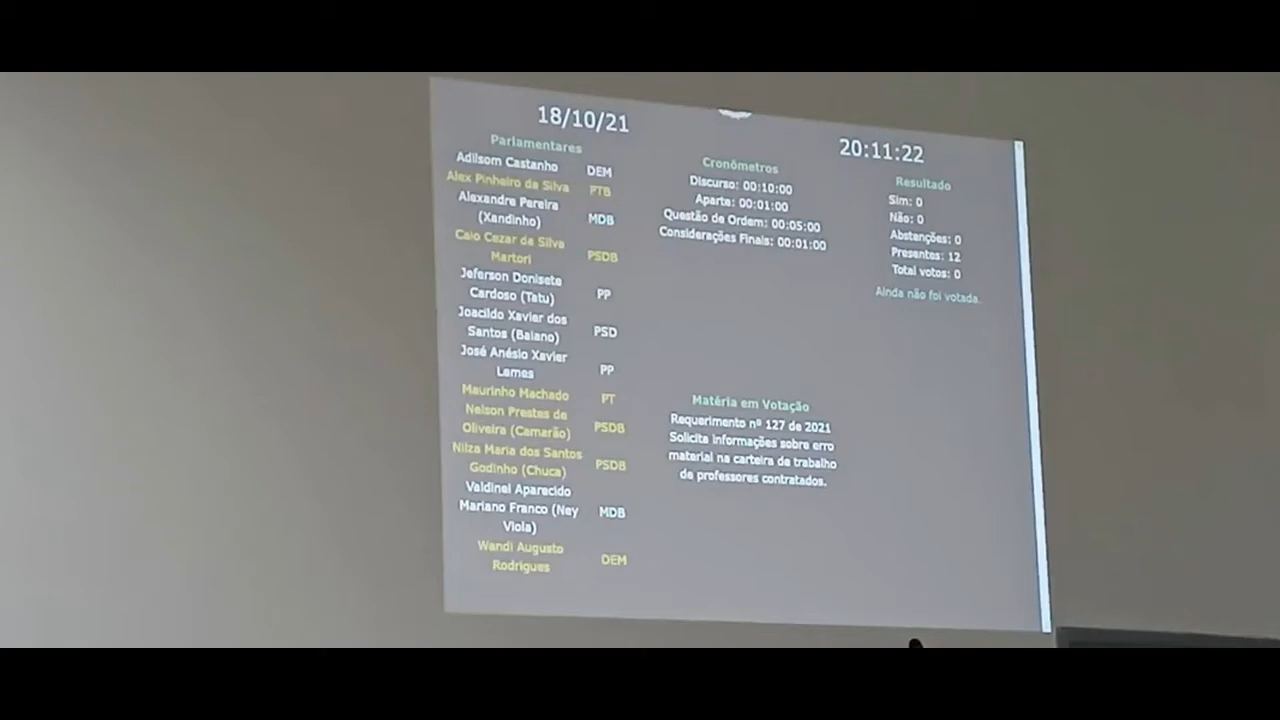 18/10/21
20:11:22
Parlamentares
Adilsom Castanho DEM
Alex Pinheiro da Silva PTB
Alexandre Pereira
(Xandinho) MDB
Caio Cezar da Silva
Martori PSDB
Jeferson Donisete
Cardoso (Tatu) PP
Joacildo Xavier dos
Santos (Baiano) PSD
José Anésio Xavier
Lemes PP
Maurinho Machado PT
Nelson Prestes de
Oliveira (Camarão) PSDB
Nilza Maria dos Santos
Godinho (Chuca) PSDB
Valdinei Aparecido
Mariano Franco (Ney
Viola) MDB
Wandi Augusto
Rodrigues DEM
Cronômetros
Discurso: 00:10:00
Aparte: 00:01:00
Questão de Ordem: 00:05:00
Considerações Finais: 00:01:00
Matéria em Votação
Requerimento nº 127 de 2021
Solicita informações sobre erro
material na carteira de trabalho
de professores contratados.
Resultado
Sim: 0
Não: 0
Abstenções: 0
Presentes: 12
Total votos: 0
Ainda não foi votada.